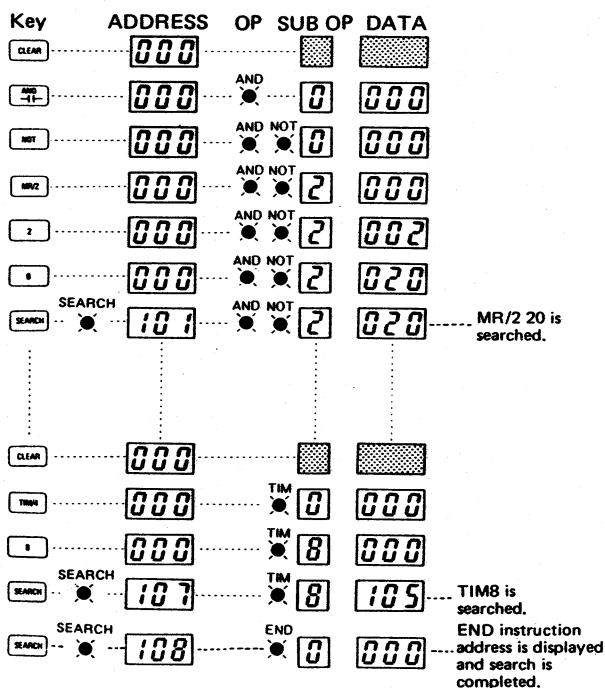 Key ADDRESS OP SUB OP DATA
CLEAR 000
AND 000 AND 0 000
NOT 000 AND NOT 0 000
MR/2 000 AND NOT 2 000
2 000 AND NOT 2 002
000 AND NOT 2 020
SEARCH SEARCH 101 AND NOT 2 020 MR/2 20 is
searched.
CLEAR 000
TIM/4 000 TIM 0 000
8 000 TIM 8 000
SEARCH SEARCH 107 TIM 8 105 TIM8 is
searched.
SEARCH SEARCH 108 END 0 000 END instruction
address is displayed
and search is
completed.